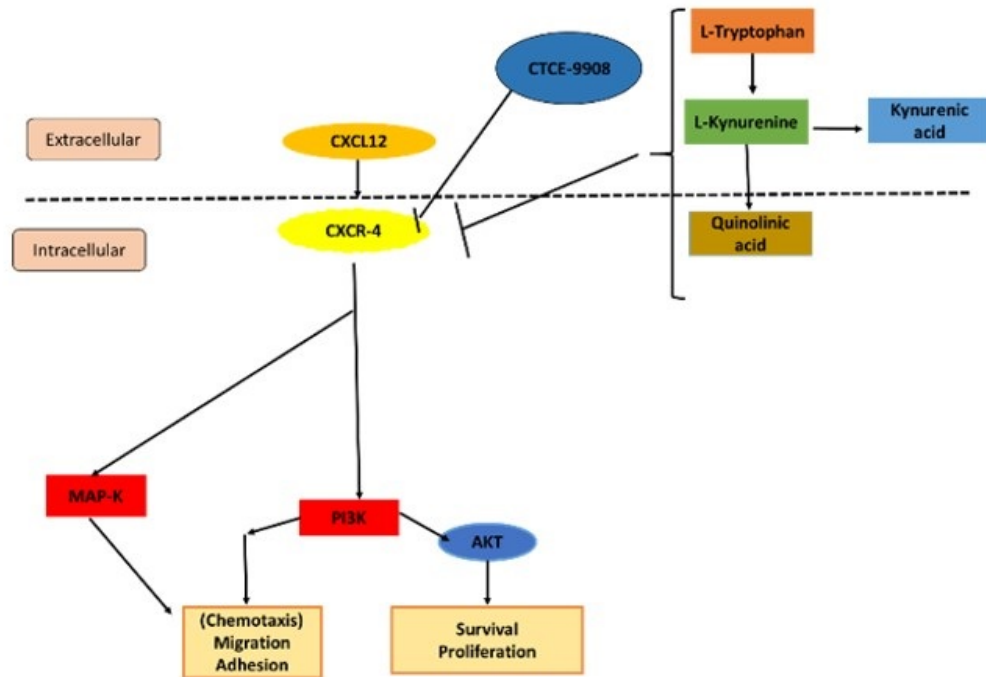 L-Tryptophan
CTCE-9908
L-Kynurenine
Kynurenic
acid
Extracellular
CXCL12
CXCR-4
Intracellular
Quinolinic
acid
MAP-K
PI3K
AKT
(Chemotaxis)
Migration
Adhesion
Survival
Proliferation